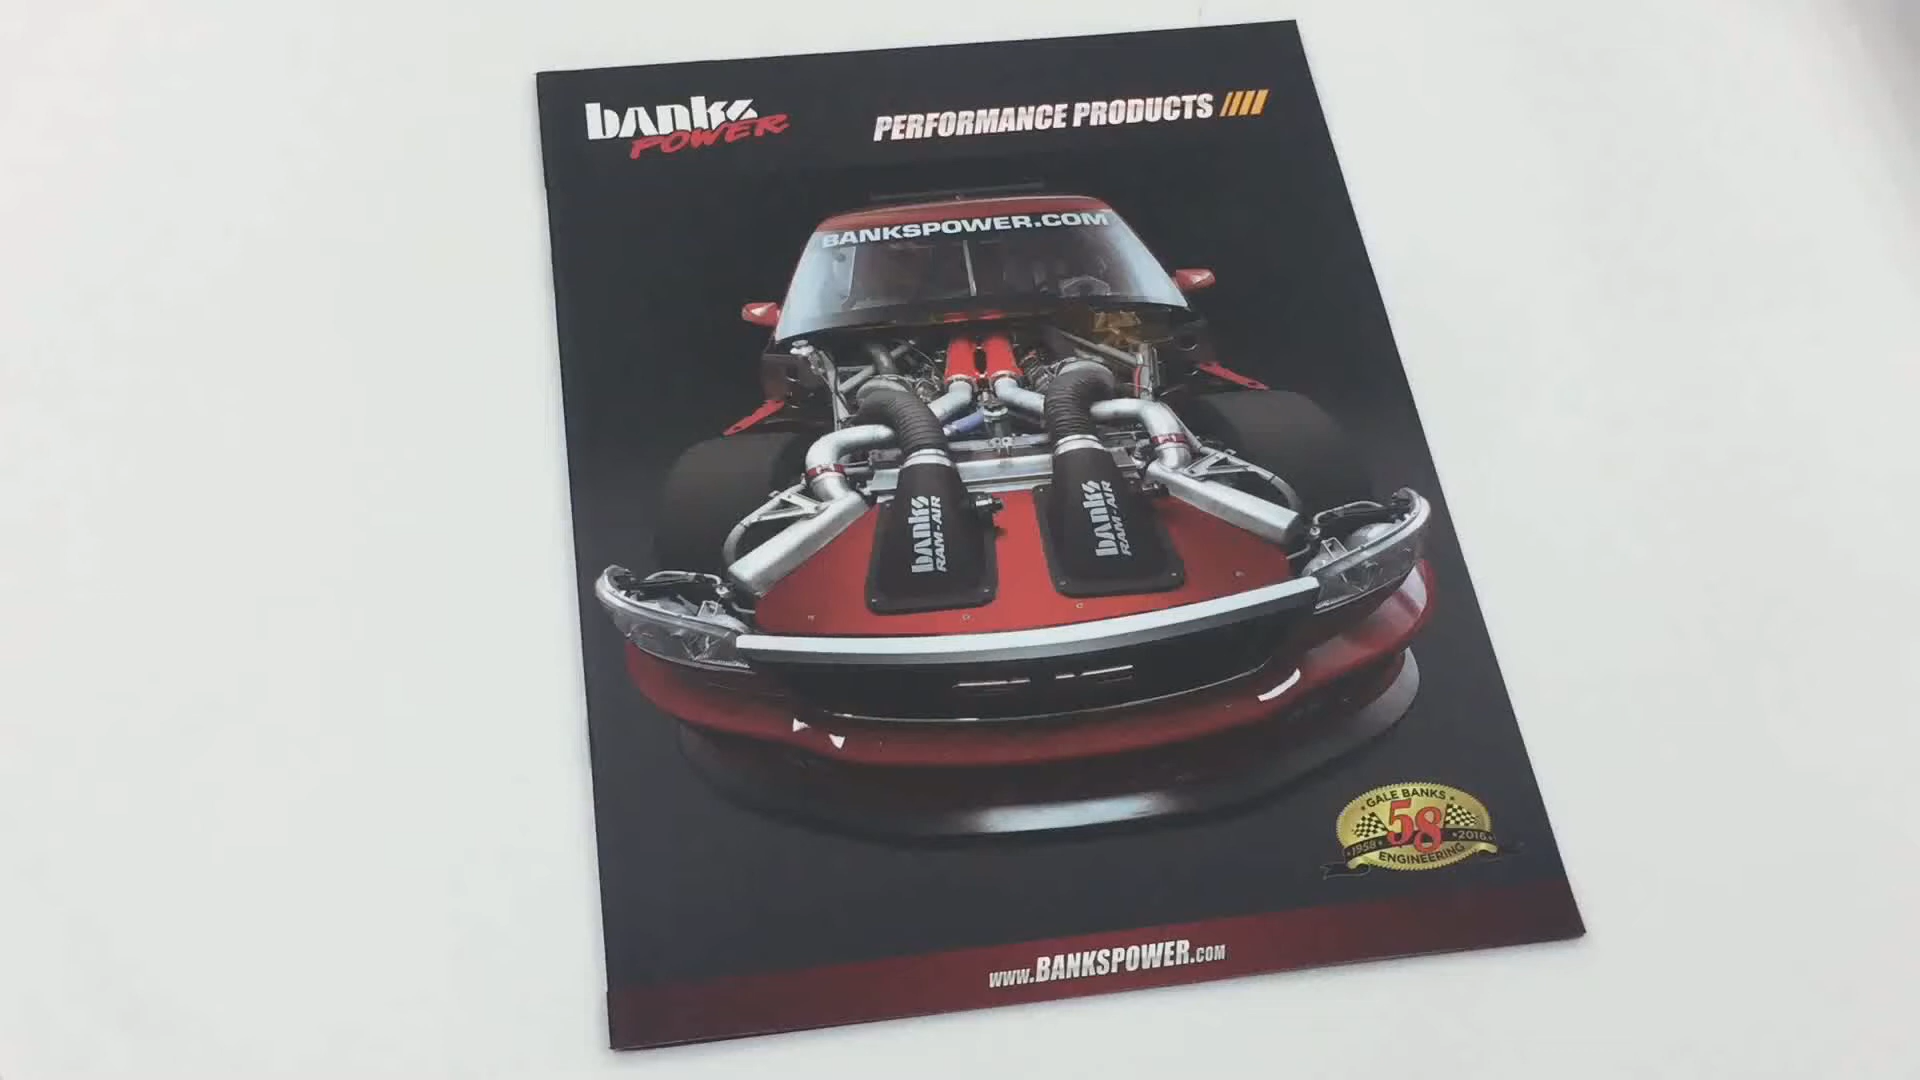 banks
POWER
PERFORMANCE PRODUCTS
BANKSPOWER.COM
banks
RAM-AIR
banks
RAM-AIR
GALE BANKS
58
1958 2016
ENGINEERING
www.BANKSPOWER.com